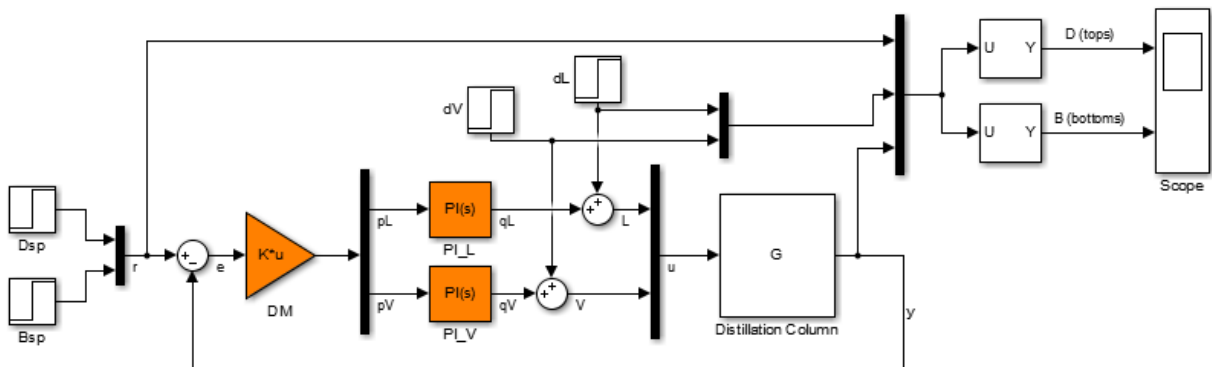 D (tops)
U Y
dL
dV
B (bottoms)
U Y
Scope
+ +
Dsp
pL
PI(s)
qL
L
PI_L
r
+ −
e
K*u
DM
u
G
Distillation Column
y
Bsp
pV
PI(s)
qV
+ +
V
PI_V